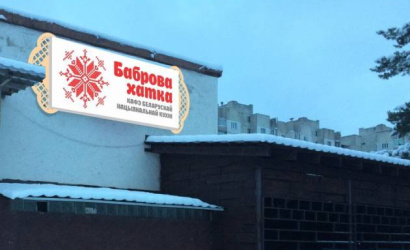 Баброва
хатка
КАФЭ БЕЛАРУСКАЙ
НАЦЫЯНАЛЬНАЙ КУХНІ